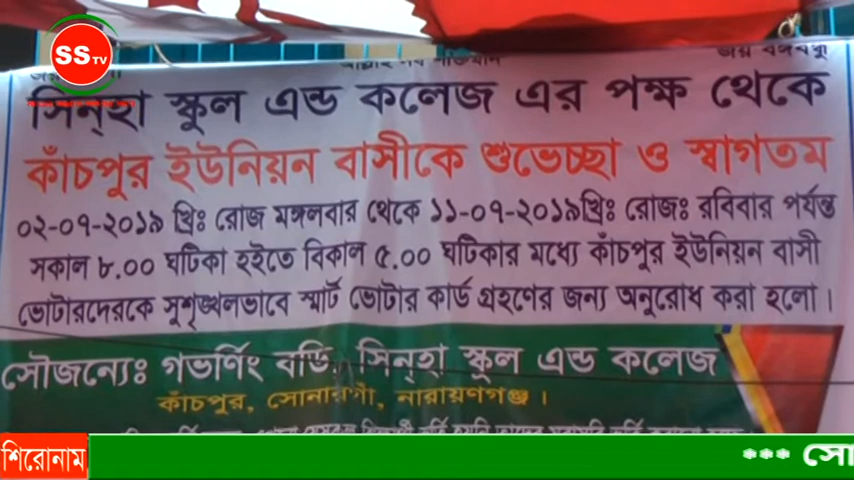 SS TV
জয় বঙ্গবন্ধু
সিন্‌হা স্কুল এন্ড কলেজ এর পক্ষ থেকে
কাঁচপুর ইউনিয়ন বাসীকে শুভেচ্ছা ও স্বাগতম
০২-০৭-২০১৯ খ্রিঃ রোজ মঙ্গলবার থেকে ১১-০৭-২০১৯খ্রিঃ রোজঃ রবিবার পর্যন্ত
সকাল ৮.০০ ঘটিকা হইতে বিকাল ৫.০০ ঘটিকার মধ্যে কাঁচপুর ইউনিয়ন বাসী
ভোটারদেরকে সুশৃঙ্খলভাবে স্মার্ট ভোটার কার্ড গ্রহণের জন্য অনুরোধ করা হলো।
সৌজন্যেঃ গভর্ণিং বডি, সিন্‌হা স্কুল এন্ড কলেজ
কাঁচপুর, সোনারগাঁ, নারায়ণগঞ্জ।
শিরোনাম *** সো